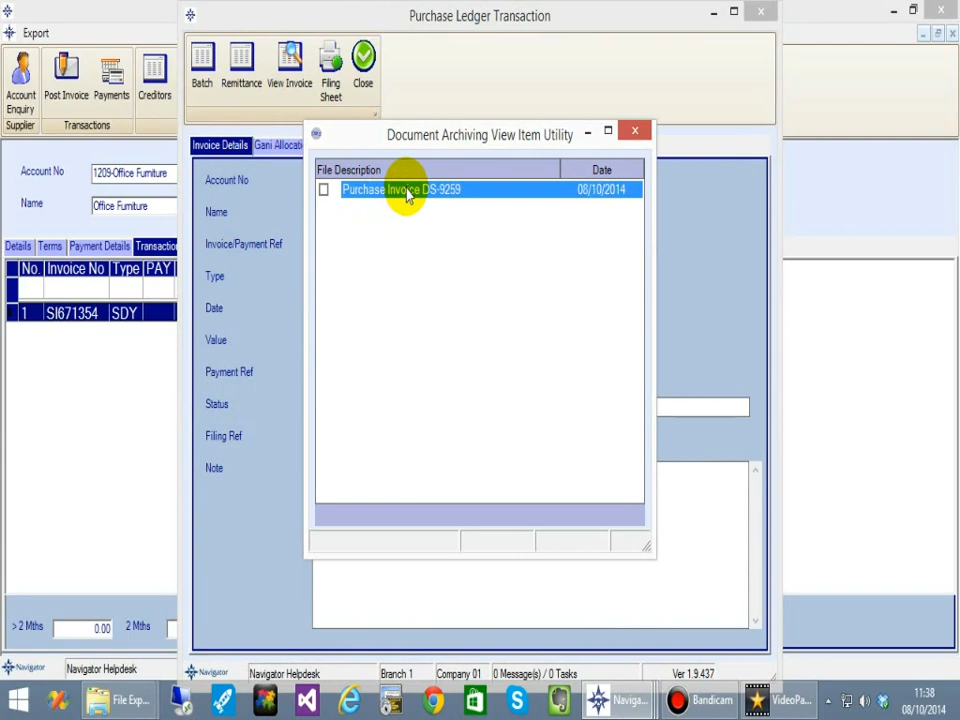 Purchase Ledger Transaction
Export
Account Enquiry
Post Invoice
Payments
Creditors
Supplier
Transactions
Batch
Remittance
View Invoice
Filing Sheet
Close
Document Archiving View Item Utility
File Description
Date
Purchase Invoice DS-9259
08/10/2014
Account No
1209-Office Furniture
Name
Office Furniture
Details
Terms
Payment Details
No.
Invoice No
Type
PAY
1
SI671354
SDY
Invoice Details
Account No
Name
Invoice/Payment Ref
Type
Date
Value
Payment Ref
Status
Filing Ref
Note
> 2 Mths
0.00
2 Mths
Navigator
Navigator Helpdesk
Navigator
Navigator Helpdesk
Branch 1
Company 01
0 Message(s)/0 Tasks
Ver 1.9.437
File Exp...
Naviga...
Bandicam
VideoPa...
11:38
08/10/2014